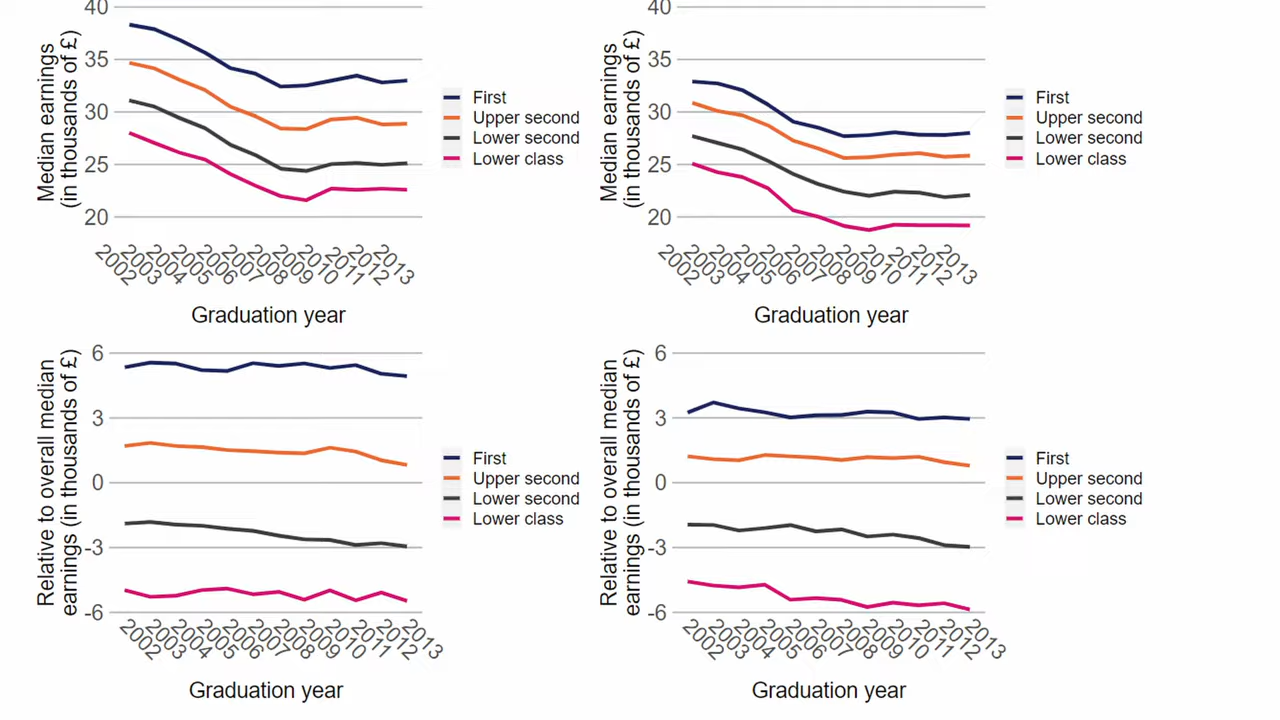 40
35
30
25
20
Median earnings
(in thousands of £)
First
Upper second
Lower second
Lower class
2002
2003
2004
2005
2006
2007
2008
2009
2010
2011
2012
2013
Graduation year
40
35
30
25
20
Median earnings
(in thousands of £)
First
Upper second
Lower second
Lower class
2002
2003
2004
2005
2006
2007
2008
2009
2010
2011
2012
2013
Graduation year
6
3
0
-3
-6
Relative to overall median
earnings (in thousands of £)
First
Upper second
Lower second
Lower class
2002
2003
2004
2005
2006
2007
2008
2009
2010
2011
2012
2013
Graduation year
6
3
0
-3
-6
Relative to overall median
earnings (in thousands of £)
First
Upper second
Lower second
Lower class
2002
2003
2004
2005
2006
2007
2008
2009
2010
2011
2012
2013
Graduation year